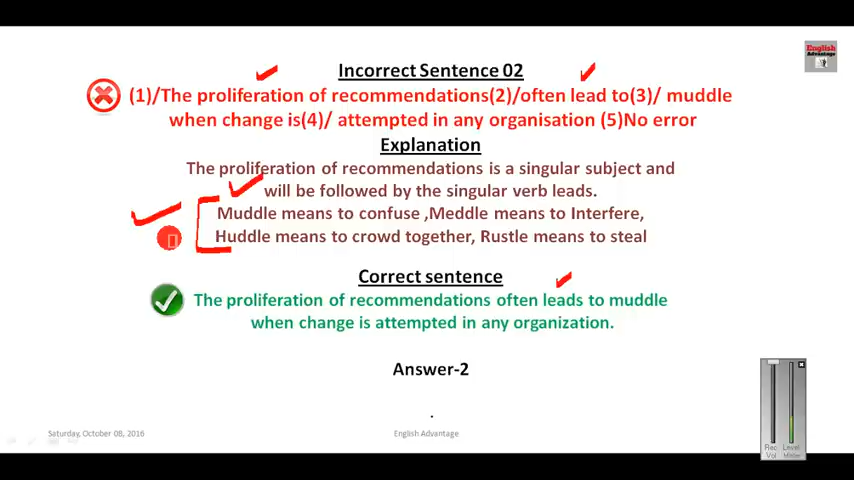 English
Advantage
Incorrect Sentence 02
(1)/The proliferation of recommendations(2)/often lead to(3)/ muddle
when change is(4)/ attempted in any organisation (5)No error
Explanation
The proliferation of recommendations is a singular subject and
will be followed by the singular verb leads.
Muddle means to confuse ,Meddle means to Interfere,
Huddle means to crowd together, Rustle means to steal
Correct sentence
The proliferation of recommendations often leads to muddle
when change is attempted in any organization.
Answer-2
Saturday, October 08, 2016
English Advantage
Rec Level
Vol Meter